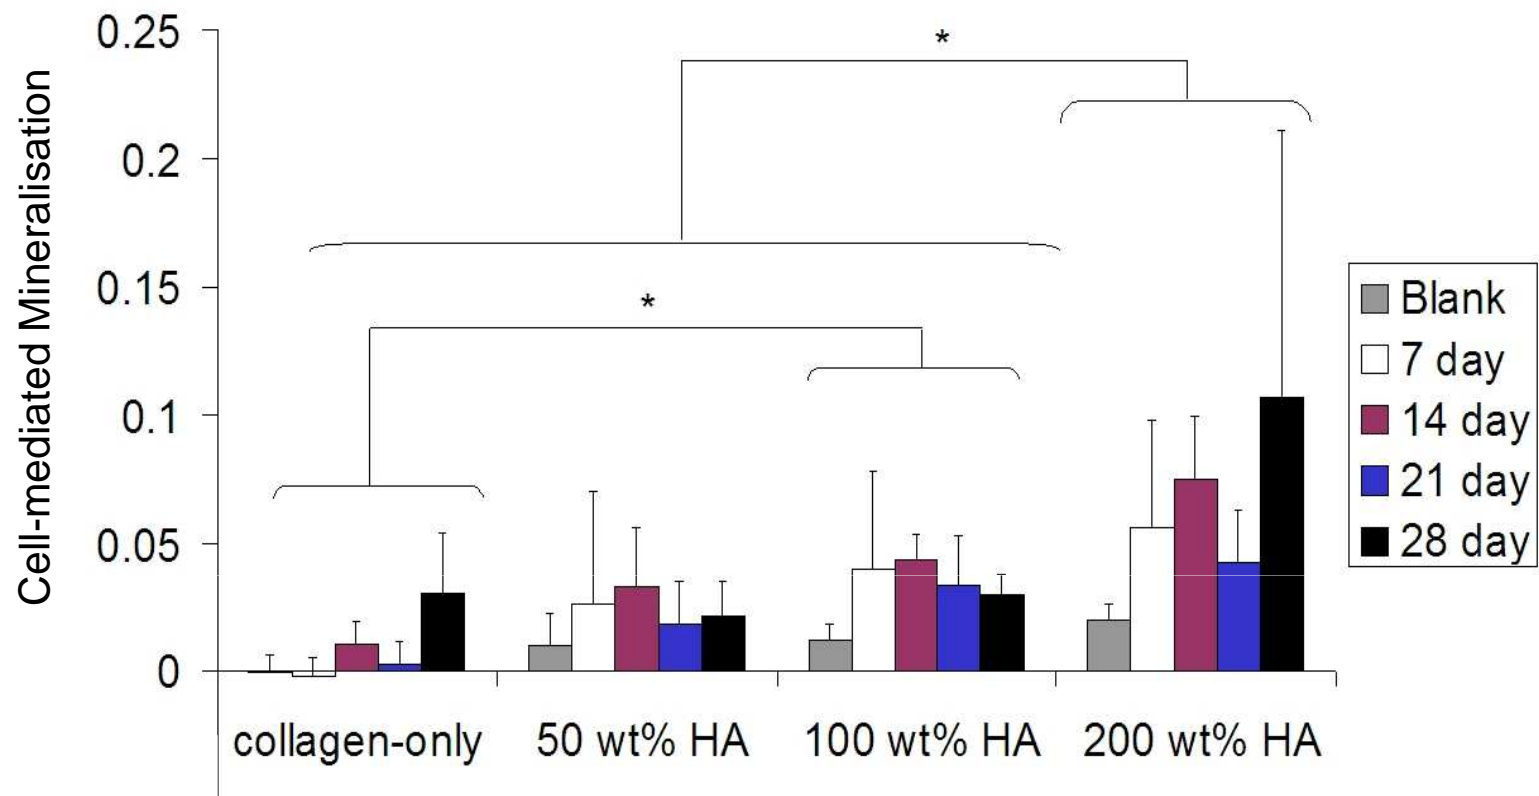 Cell-mediated Mineralisation
0.25
0.2
0.15
0.1
0.05
0
*
*
collagen-only
50 wt% HA
100 wt% HA
200 wt% HA
Blank
7 day
14 day
21 day
28 day